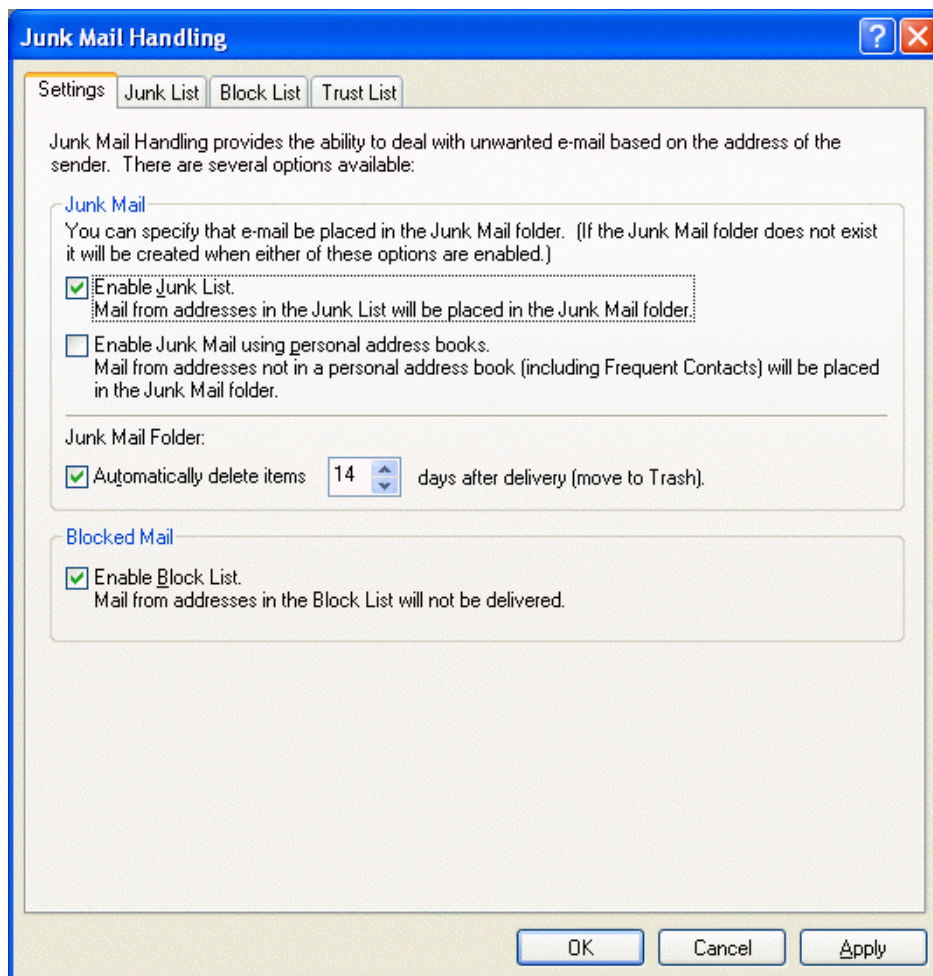 Junk Mail Handling
Settings
Junk List
Block List
Trust List
Junk Mail Handling provides the ability to deal with unwanted e-mail based on the address of the
sender. There are several options available:
Junk Mail
You can specify that e-mail be placed in the Junk Mail folder. (If the Junk Mail folder does not exist
it will be created when either of these options are enabled.)
Enable Junk List.
Mail from addresses in the Junk List will be placed in the Junk Mail folder.
Enable Junk Mail using personal address books.
Mail from addresses not in a personal address book (including Frequent Contacts) will be placed
in the Junk Mail folder.
Junk Mail Folder:
Automatically delete items 14 days after delivery (move to Trash).
Blocked Mail
Enable Block List.
Mail from addresses in the Block List will not be delivered.
OK
Cancel
Apply